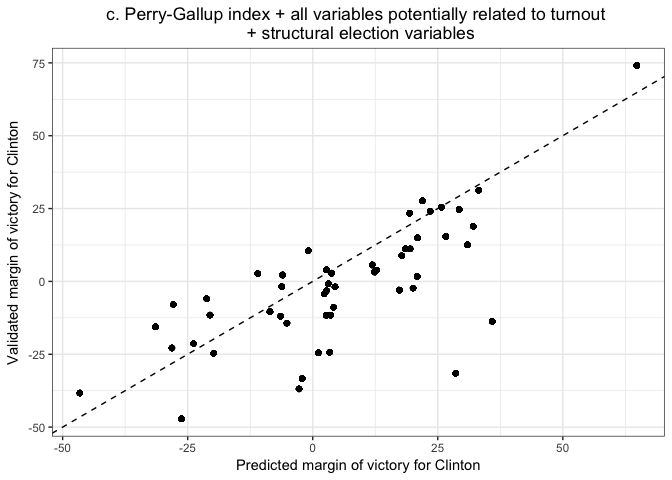 c. Perry-Gallup index + all variables potentially related to turnout
+ structural election variables
75
50
25
0
-25
-50
-50
-25
0
25
50
Validated margin of victory for Clinton
Predicted margin of victory for Clinton